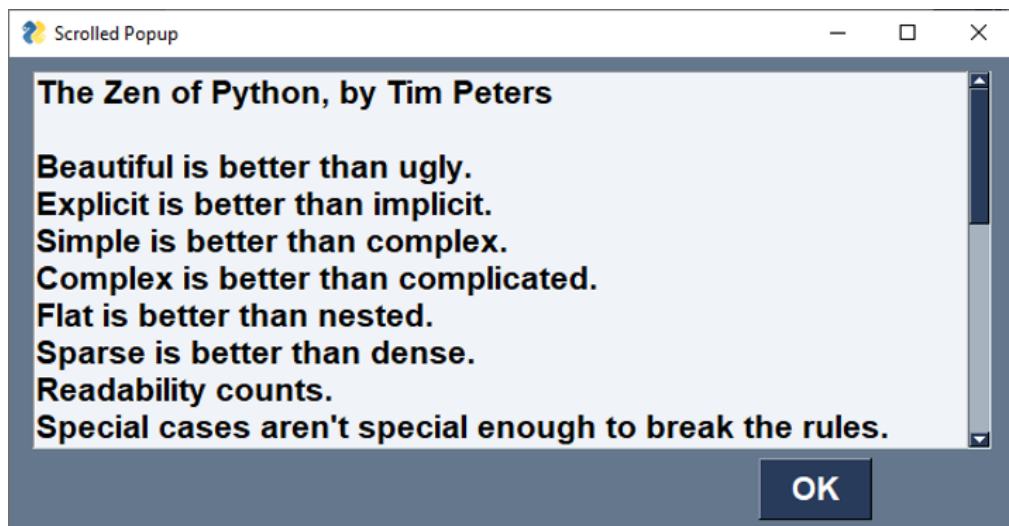 Scrolled Popup
The Zen of Python, by Tim Peters
Beautiful is better than ugly.
Explicit is better than implicit.
Simple is better than complex.
Complex is better than complicated.
Flat is better than nested.
Sparse is better than dense.
Readability counts.
Special cases aren't special enough to break the rules.
OK